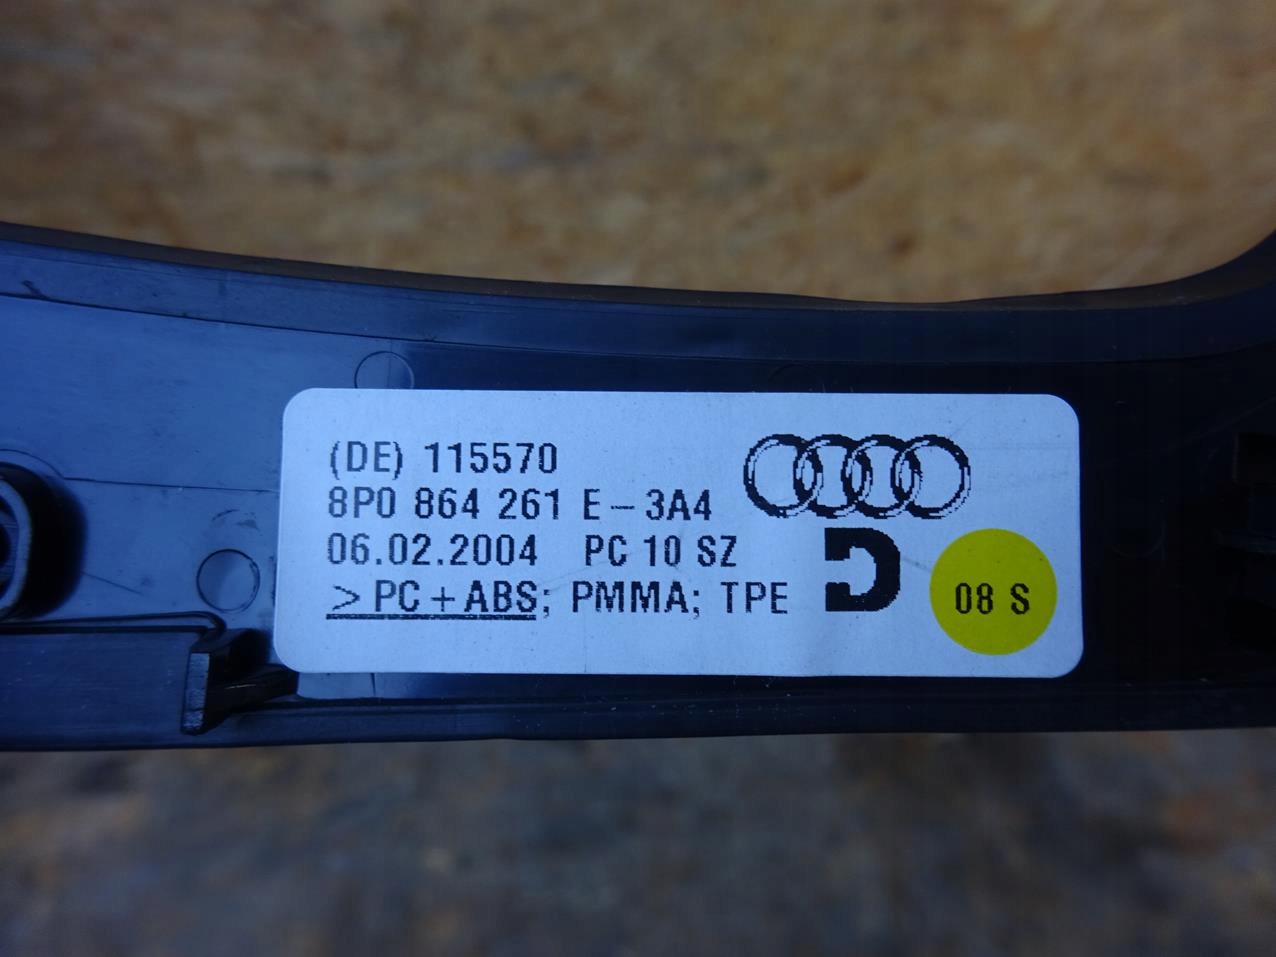 (DE) 115570
8P0 864 261 E-3A4
06.02.2004 PC 10 SZ
>PC+ABS; PMMA; TPE
08 S